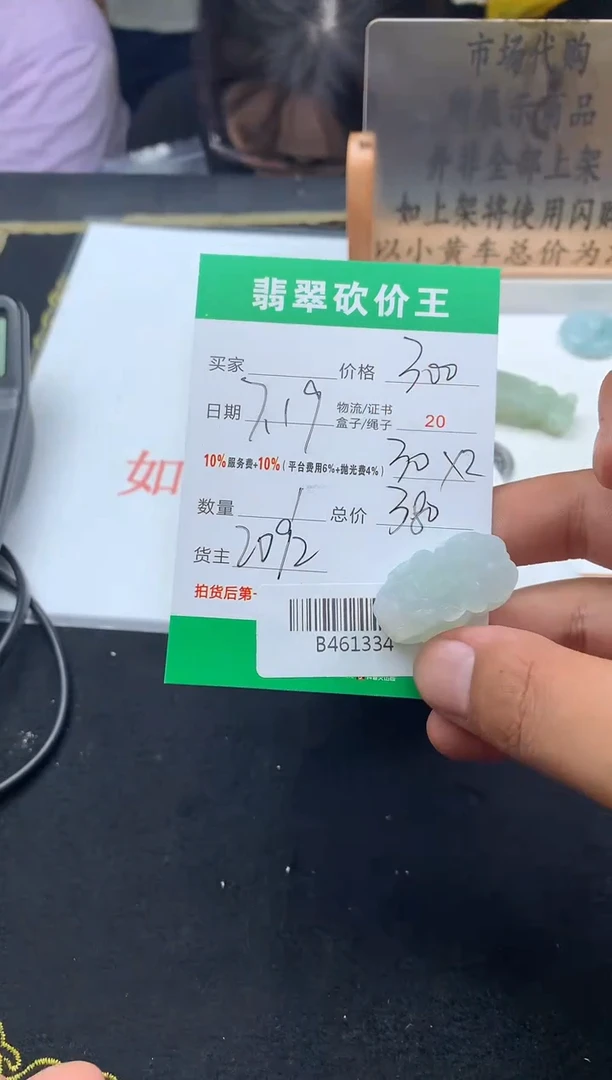 市场代购
展示商品
并非全部上架
如上架将使用闪购
以小黄车总价为
翡翠砍价王
买家 价格 300
日期 7.19 物流/证书 盒子/绳子 20
10%服务费+10%(平台费用6%+抛光费4%) 30×2
数量 1 总价 380
货主 2092
拍货后第
B461334
如